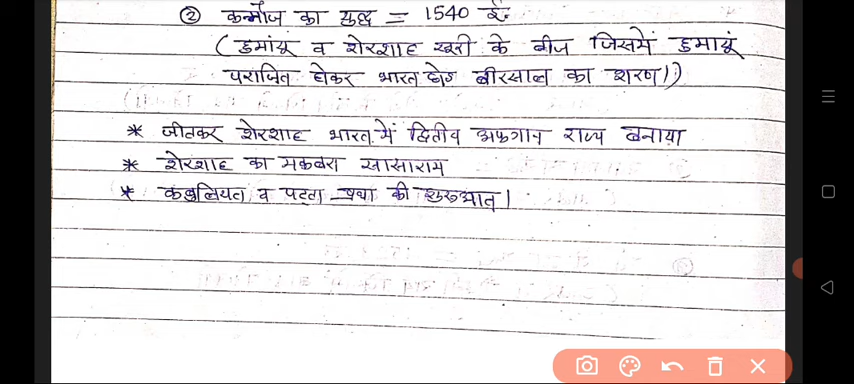 ② कन्नौज का युद्ध = 1540 ई.
( हुमांयू व शेरशाह सूरी के बीच जिसमें हुमायूं
पराजित होकर भारत छोड़ बीरसाल का शरण))
* जीतकर शेरशाह भारत में द्वितीय अफगान राज्य बनाया
* शेरशाह का मकबरा सासाराम
* कबूलियत व पट्टा प्रथा की शुरूआत।